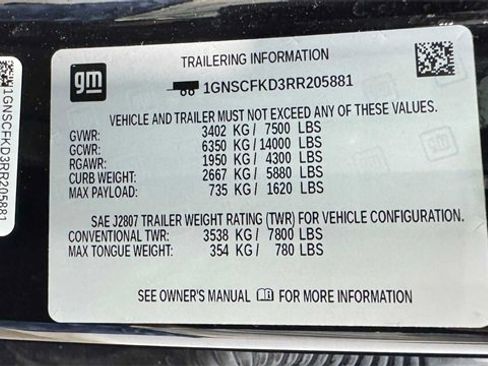 TRAILERING INFORMATION
gm
1GNSCFKD3RR205881
VEHICLE AND TRAILER MUST NOT EXCEED ANY OF THESE VALUES.
GVWR: 3402 KG / 7500 LBS
GCWR: 6350 KG / 14000 LBS
RGAWR: 1950 KG / 4300 LBS
CURB WEIGHT: 2667 KG / 5880 LBS
MAX PAYLOAD: 735 KG / 1620 LBS
SAE J2807 TRAILER WEIGHT RATING (TWR) FOR VEHICLE CONFIGURATION.
CONVENTIONAL TWR: 3538 KG / 7800 LBS
MAX TONGUE WEIGHT: 354 KG / 780 LBS
SEE OWNER'S MANUAL FOR MORE INFORMATION
1GNSCFKD3RR205881